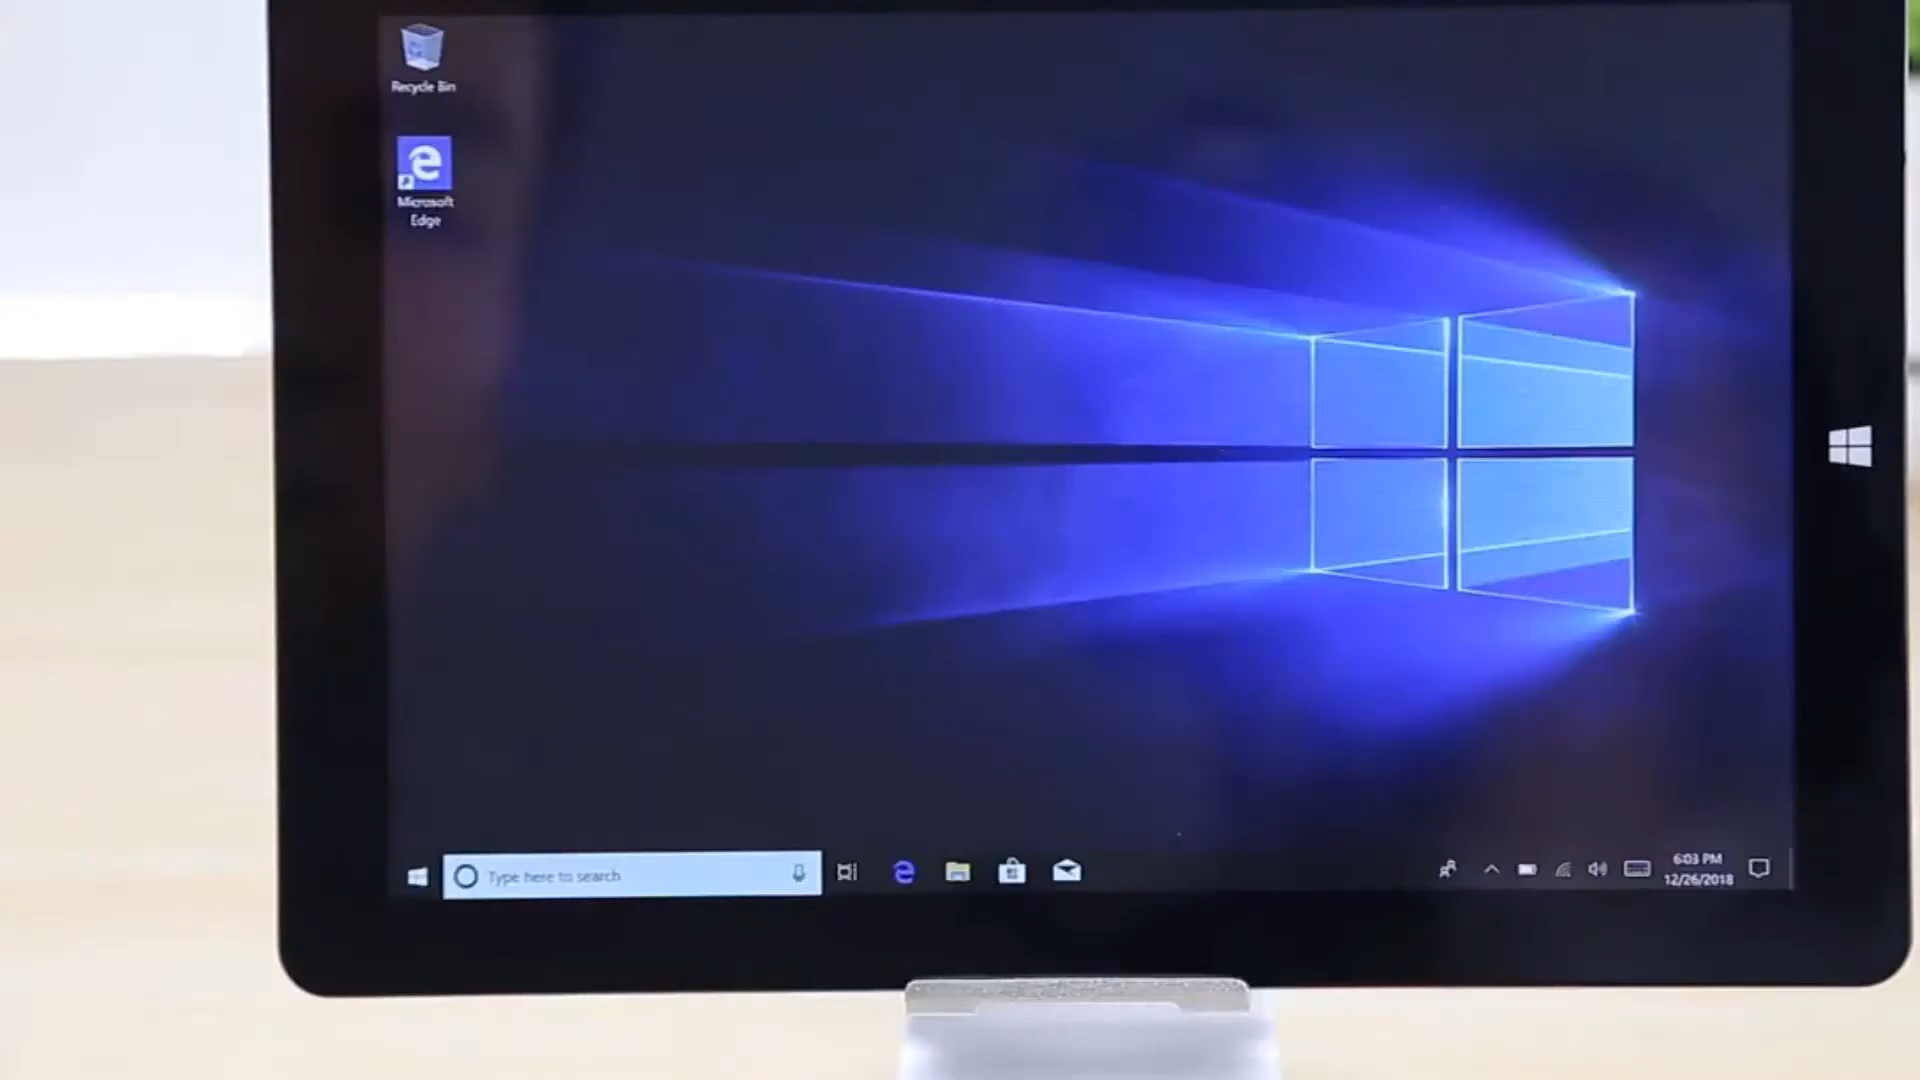 Recycle Bin
Microsoft
Edge
Type here to search
6:03 PM
12/26/2018